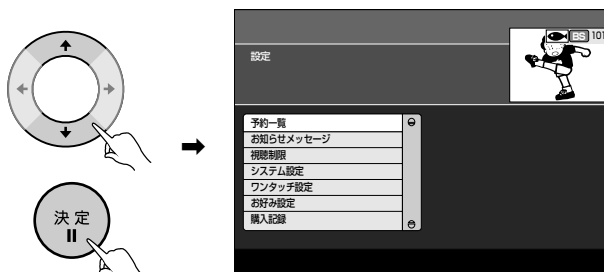 決定
BS 101
設定
予約一覧
お知らせメッセージ
視聴制限
システム設定
ワンタッチ設定
お好み設定
購入記録